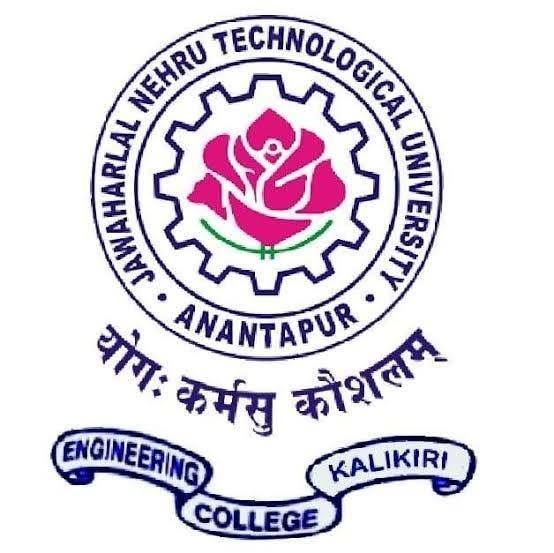 · JAWAHARLAL NEHRU TECHNOLOGICAL UNIVERSITY ·
ANANTAPUR
योगः कर्मसु कौशलम्
ENGINEERING
COLLEGE
KALIKIRI